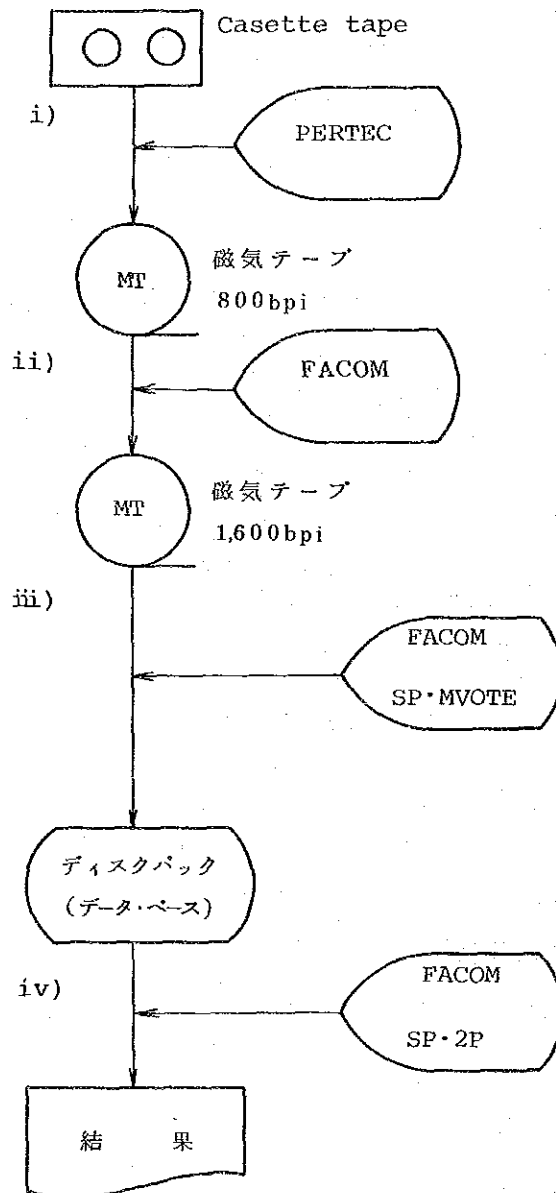 Casette tape
i)
PERTEC
MT
磁気テープ
800bpi
ii)
FACOM
MT
磁気テープ
1,600bpi
iii)
FACOM
SP・MVOTE
ディスクパック
(データ・ベース)
iv)
FACOM
SP・2P
結 果